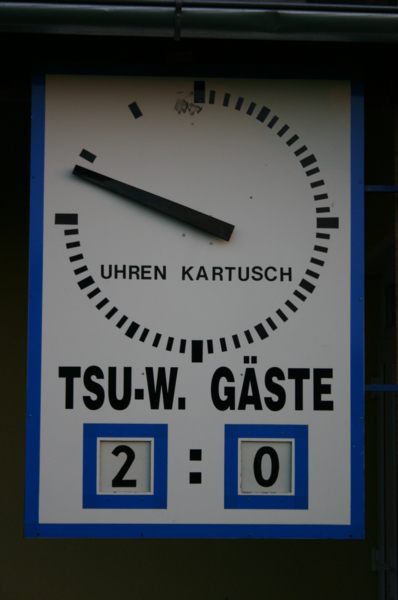 UHREN KARTUSCH
TSU-W. GÄSTE
2 : 0